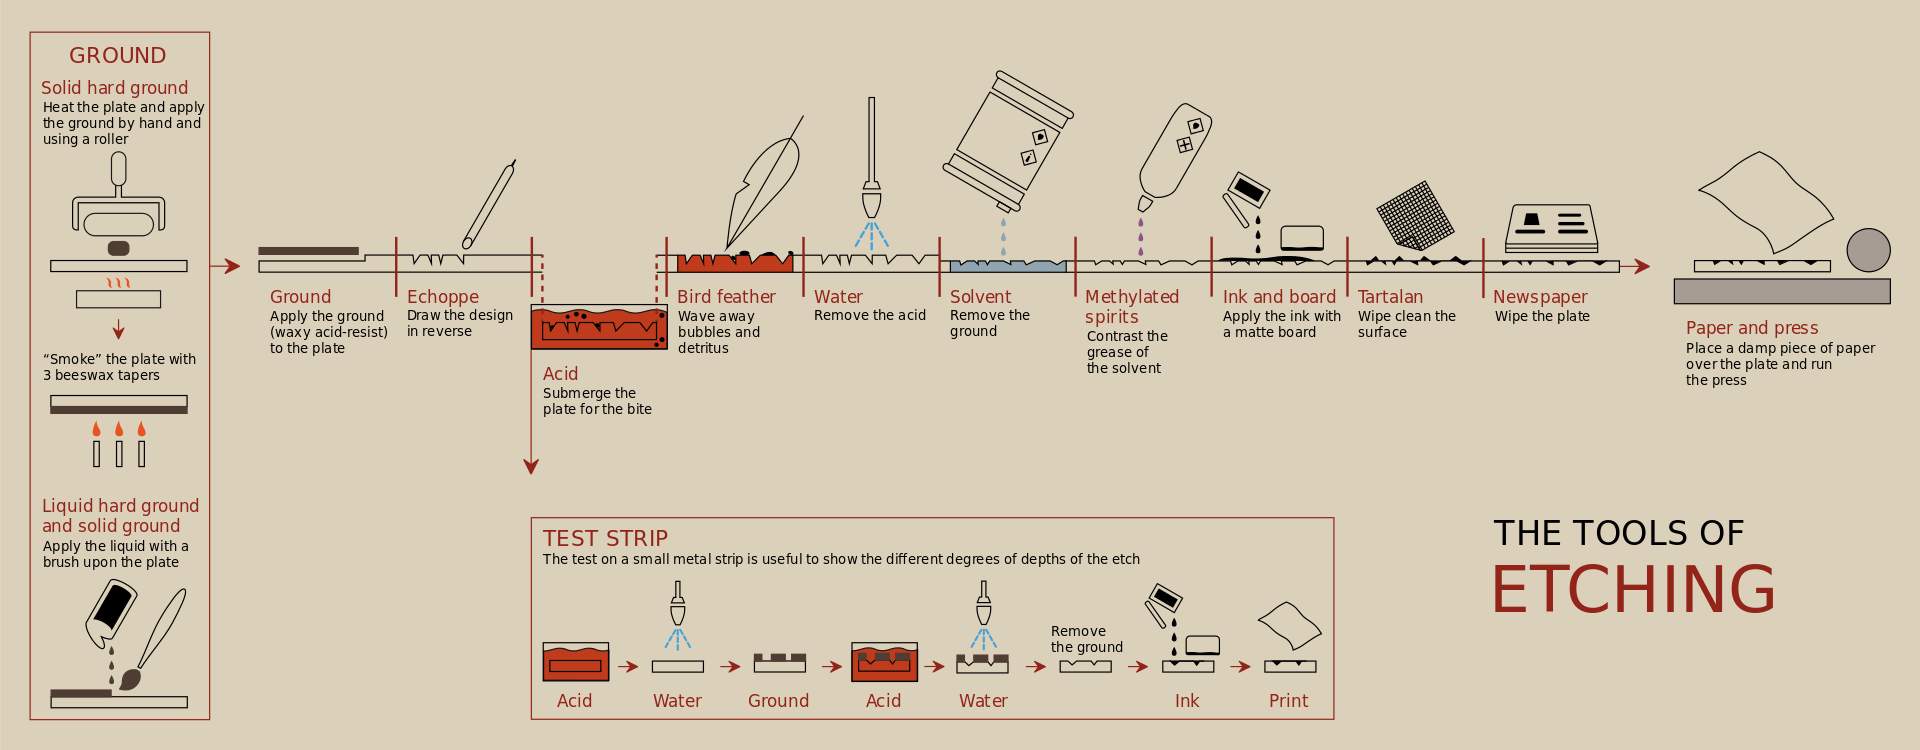 GROUND
Solid hard ground
Heat the plate and apply
the ground by hand and
using a roller
“Smoke” the plate with
3 beeswax tapers
Liquid hard ground
and solid ground
Apply the liquid with a
brush upon the plate
Ground
Apply the ground
(waxy acid-resist)
to the plate
Echoppe
Draw the design
in reverse
Acid
Submerge the
plate for the bite
Bird feather
Wave away
bubbles and
detritus
Water
Remove the acid
Solvent
Remove the
ground
Methylated
spirits
Contrast the
grease of
the solvent
Ink and board
Apply the ink with
a matte board
Tartalan
Wipe clean the
surface
Newspaper
Wipe the plate
Paper and press
Place a damp piece of paper
over the plate and run
the press
TEST STRIP
The test on a small metal strip is useful to show the different degrees of depths of the etch
Acid
Water
Ground
Acid
Water
Remove
the ground
Ink
Print
THE TOOLS OF
ETCHING